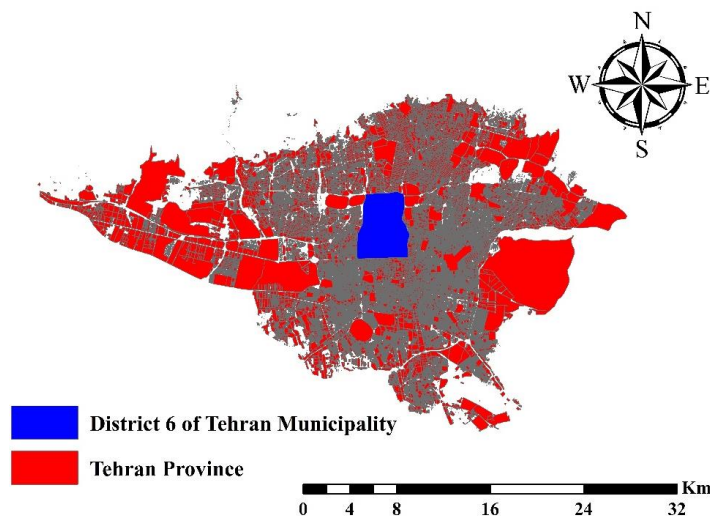 N
W E
S
District 6 of Tehran Municipality
Tehran Province
Km
0 4 8 16 24 32